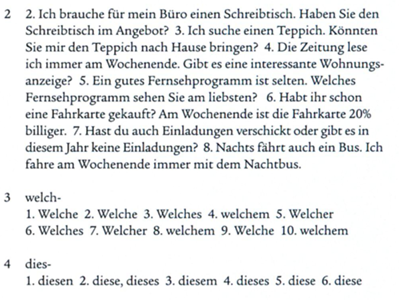 2 2. Ich brauche für mein Büro einen Schreibtisch. Haben Sie den
Schreibtisch im Angebot? 3. Ich suche einen Teppich. Könnten
Sie mir den Teppich nach Hause bringen? 4. Die Zeitung lese
ich immer am Wochenende. Gibt es eine interessante Wohnungs-
anzeige? 5. Ein gutes Fernsehprogramm ist selten. Welches
Fernsehprogramm sehen Sie am liebsten? 6. Habt ihr schon
eine Fahrkarte gekauft? Am Wochenende ist die Fahrkarte 20%
billiger. 7. Hast du auch Einladungen verschickt oder gibt es in
diesem Jahr keine Einladungen? 8. Nachts fährt auch ein Bus. Ich
fahre am Wochenende immer mit dem Nachtbus.
3 welch-
1. Welche 2. Welche 3. Welches 4. welchem 5. Welcher
6. Welches 7. Welcher 8. welchem 9. Welche 10. welchem
4 dies-
1. diesen 2. diese, dieses 3. diesem 4. dieses 5. diese 6. diese